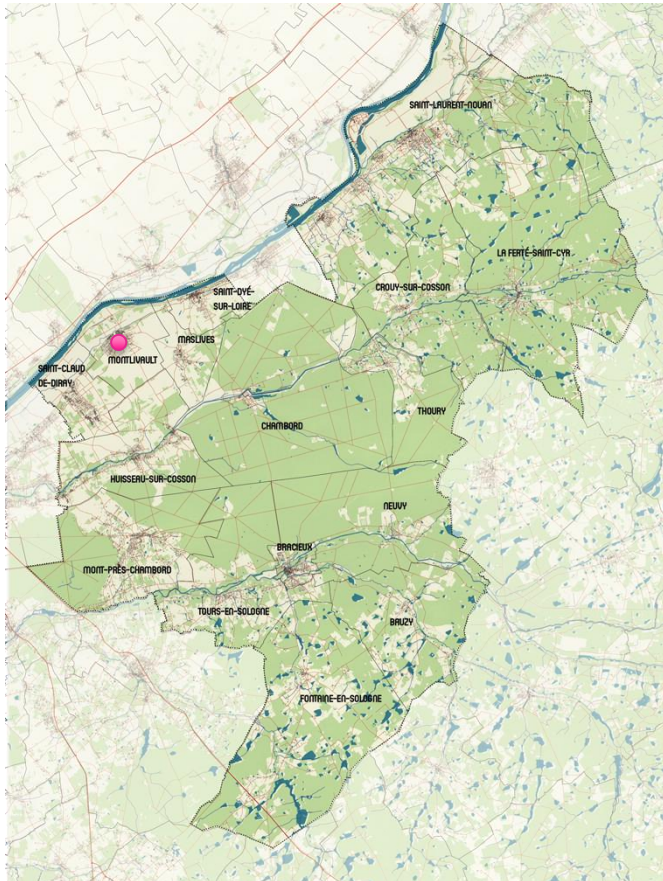 SAINT-LAURENT-NOUAN
LA FERTÉ-SAINT-CYR
CROUY-SUR-COSSON
SAINT-DYÉ-
SUR-LOIRE
MASLIVES
MONTLIVAULT
SAINT-CLAUD
DE-DIRAY
THOURY
CHAMBORD
HUISSEAU-SUR-COSSON
NEUVY
BRACIEUX
MONT-PRÈS-CHAMBORD
TOURS-EN-SOLOGNE
BAUZY
FONTAINE-EN-SOLOGNE